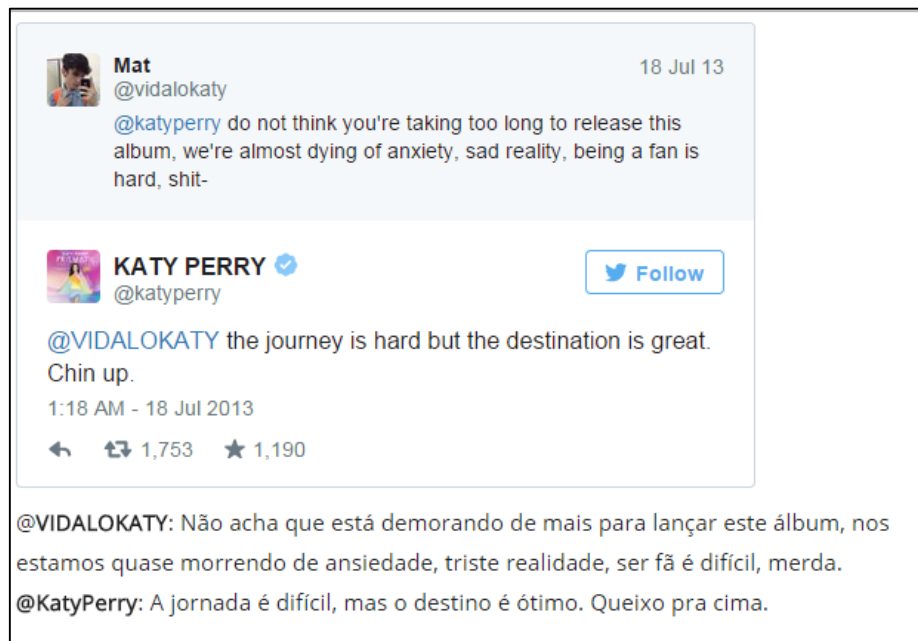 Mat
18 Jul 13
@vidalokaty
@katyperry do not think you're taking too long to release this
album, we're almost dying of anxiety, sad reality, being a fan is
hard, shit-
KATY PERRY
Follow
@katyperry
@VIDALOKATY the journey is hard but the destination is great.
Chin up.
1:18 AM - 18 Jul 2013
1,753 1,190
@VIDALOKATY: Não acha que está demorando de mais para lançar este álbum, nos
estamos quase morrendo de ansiedade, triste realidade, ser fã é difícil, merda.
@KatyPerry: A jornada é difícil, mas o destino é ótimo. Queixo pra cima.